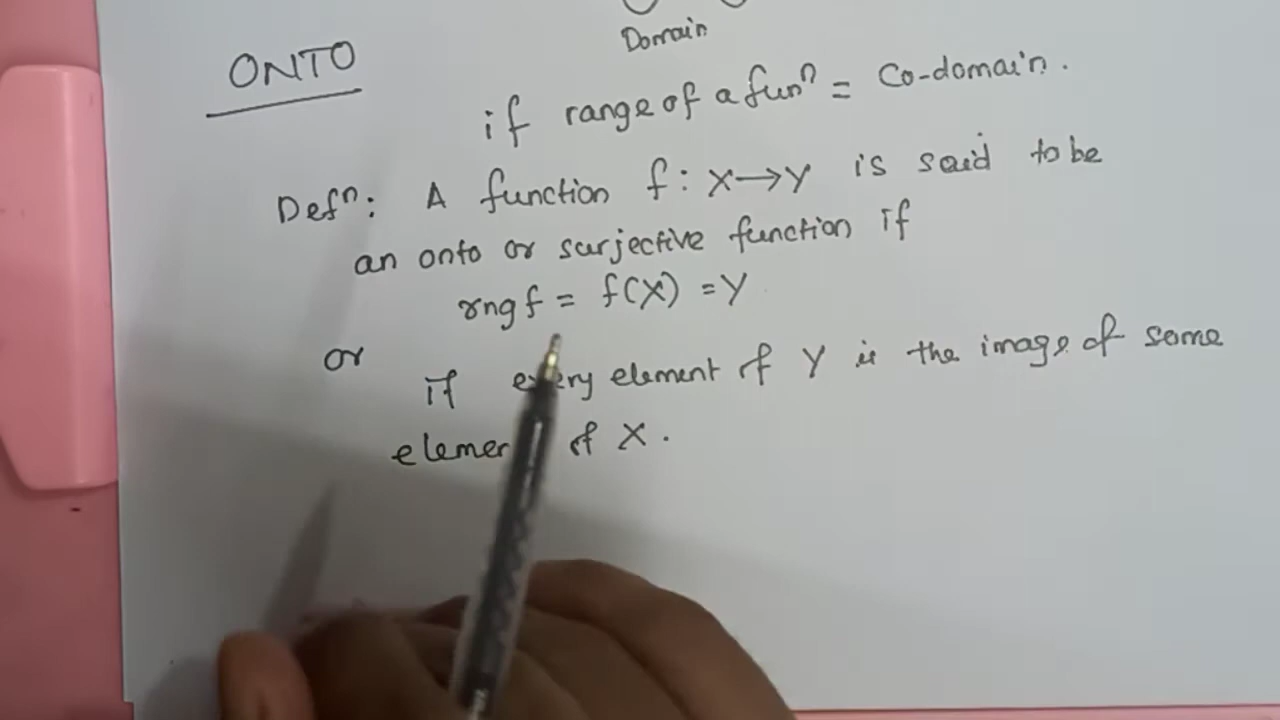 Domain
ONTO
if range of a funⁿ = Co-domain.
Defⁿ: A function f : X→Y is said to be
an onto or surjective function if
rng f = f(X) = Y
or
if every element of Y is the image of some
element of X.